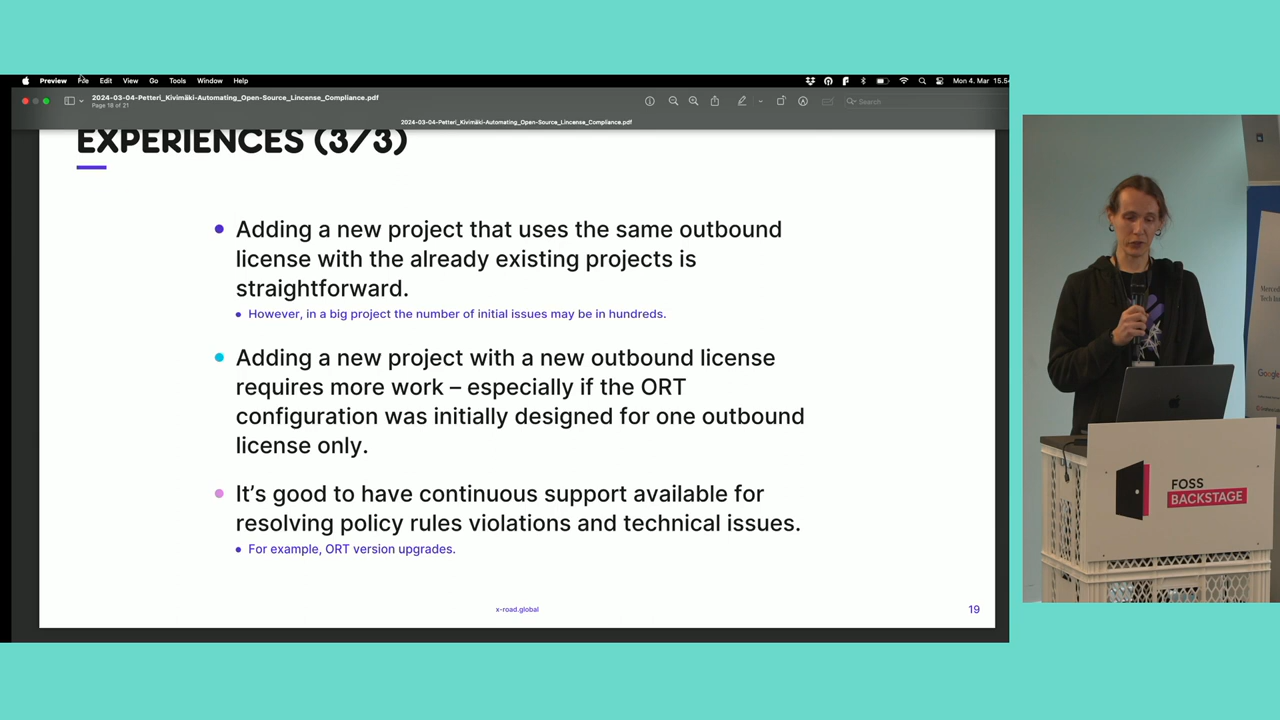 Preview File Edit View Go Tools Window Help
Mon 4. Mar 15.5
2024-03-04-Petteri_Kivimäki-Automating_Open-Source_Lincense_Compliance.pdf
Page 18 of 21
Search
2024-03-04-Petteri_Kivimäki-Automating_Open-Source_Lincense_Compliance.pdf
EXPERIENCES (3/3)
Adding a new project that uses the same outbound
license with the already existing projects is
straightforward.
However, in a big project the number of initial issues may be in hundreds.
Adding a new project with a new outbound license
requires more work – especially if the ORT
configuration was initially designed for one outbound
license only.
It's good to have continuous support available for
resolving policy rules violations and technical issues.
For example, ORT version upgrades.
x-road.global
19
FOSS
BACKSTAGE